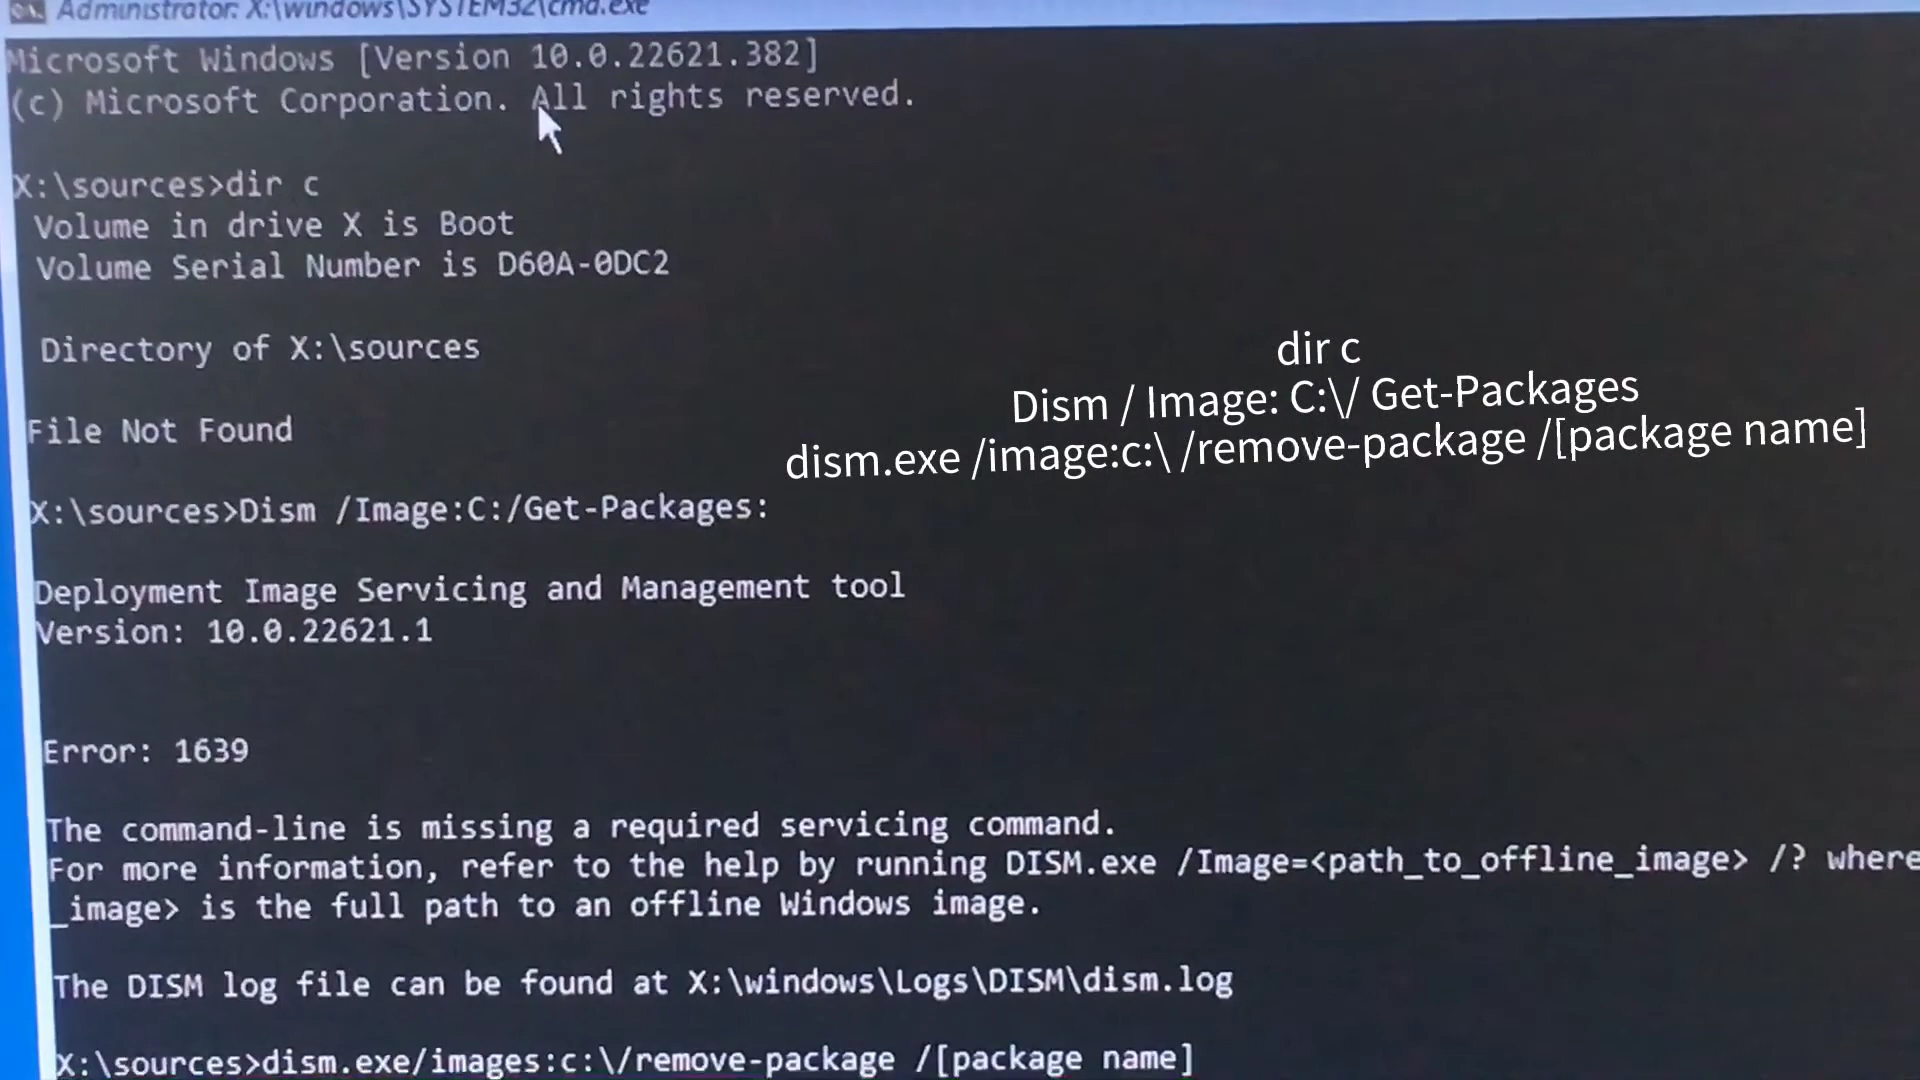 Administrator: X:\windows\SYSTEM32\cmd.exe
Microsoft Windows [Version 10.0.22621.382]
(c) Microsoft Corporation. All rights reserved.
X:\sources>dir c
Volume in drive X is Boot
Volume Serial Number is D60A-0DC2
Directory of X:\sources
File Not Found
dir c
Dism / Image: C:\/ Get-Packages
dism.exe /image:c:\ /remove-package /[package name]
X:\sources>Dism /Image:C:/Get-Packages:
Deployment Image Servicing and Management tool
Version: 10.0.22621.1
Error: 1639
The command-line is missing a required servicing command.
For more information, refer to the help by running DISM.exe /Image=<path_to_offline_image> /? where
_image> is the full path to an offline Windows image.
The DISM log file can be found at X:\windows\Logs\DISM\dism.log
X:\sources>dism.exe/images:c:\/remove-package /[package name]